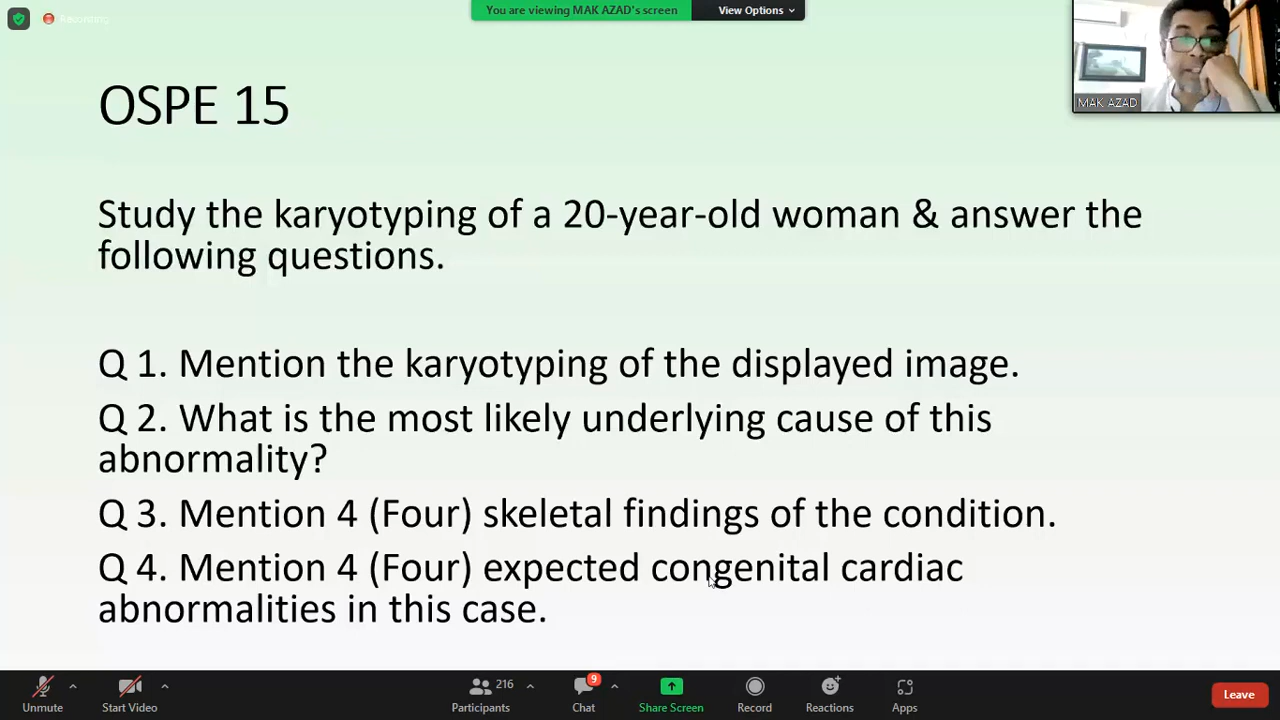 Recording
You are viewing MAK AZAD's screen
View Options
MAK AZAD
OSPE 15
Study the karyotyping of a 20-year-old woman & answer the
following questions.
Q 1. Mention the karyotyping of the displayed image.
Q 2. What is the most likely underlying cause of this
abnormality?
Q 3. Mention 4 (Four) skeletal findings of the condition.
Q 4. Mention 4 (Four) expected congenital cardiac
abnormalities in this case.
Unmute
Start Video
216
Participants
9
Chat
Share Screen
Record
Reactions
Apps
Leave